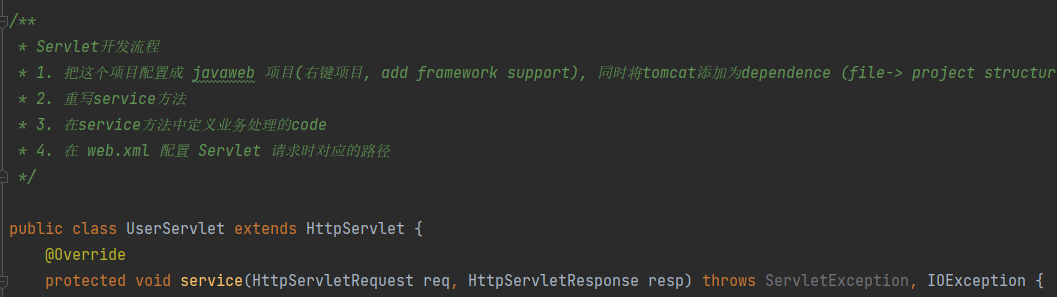 /**
 * Servlet开发流程
 * 1. 把这个项目配置成 javaweb 项目(右键项目, add framework support), 同时将tomcat添加为dependence (file-> project structur
 * 2. 重写service方法
 * 3. 在service方法中定义业务处理的code
 * 4. 在 web.xml 配置 Servlet 请求时对应的路径
 */
public class UserServlet extends HttpServlet {
    @Override
    protected void service(HttpServletRequest req, HttpServletResponse resp) throws ServletException, IOException {